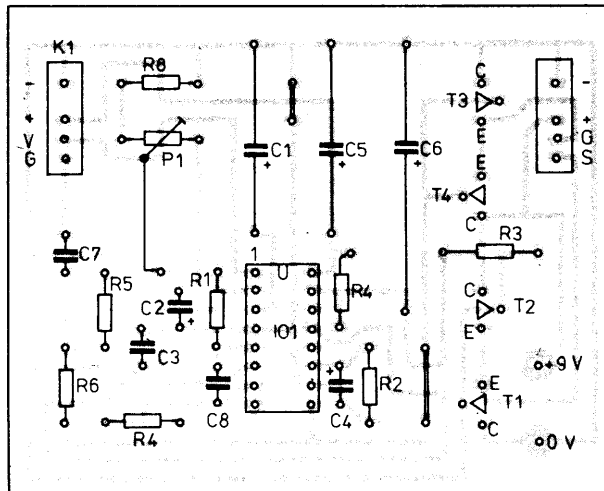 K1
R8
C
-
-
T3
+
+
P1
C1
C5
C6
E
V
G
G
E
S
T4
C
R3
C7
1
R5
R1
R4
C2
C
+
IO1
T2
C3
E
R6
C8
+
C4
R2
E
+9 V
T1
R4
C
0 V